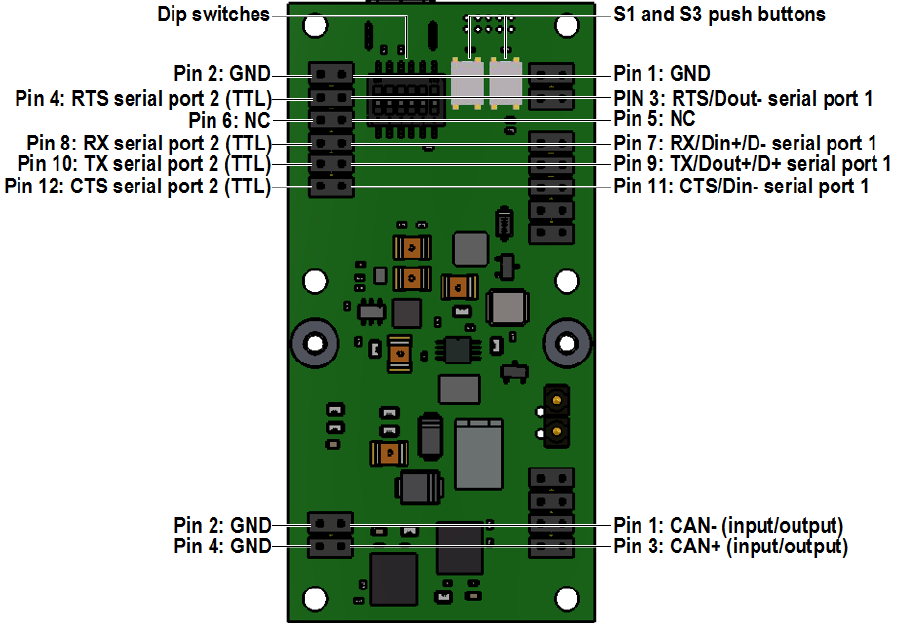 Dip switches
S1 and S3 push buttons
Pin 2: GND
Pin 1: GND
Pin 4: RTS serial port 2 (TTL)
PIN 3: RTS/Dout- serial port 1
Pin 6: NC
Pin 5: NC
Pin 8: RX serial port 2 (TTL)
Pin 7: RX/Din+/D- serial port 1
Pin 10: TX serial port 2 (TTL)
Pin 9: TX/Dout+/D+ serial port 1
Pin 12: CTS serial port 2 (TTL)
Pin 11: CTS/Din- serial port 1
Pin 2: GND
Pin 1: CAN- (input/output)
Pin 4: GND
Pin 3: CAN+ (input/output)